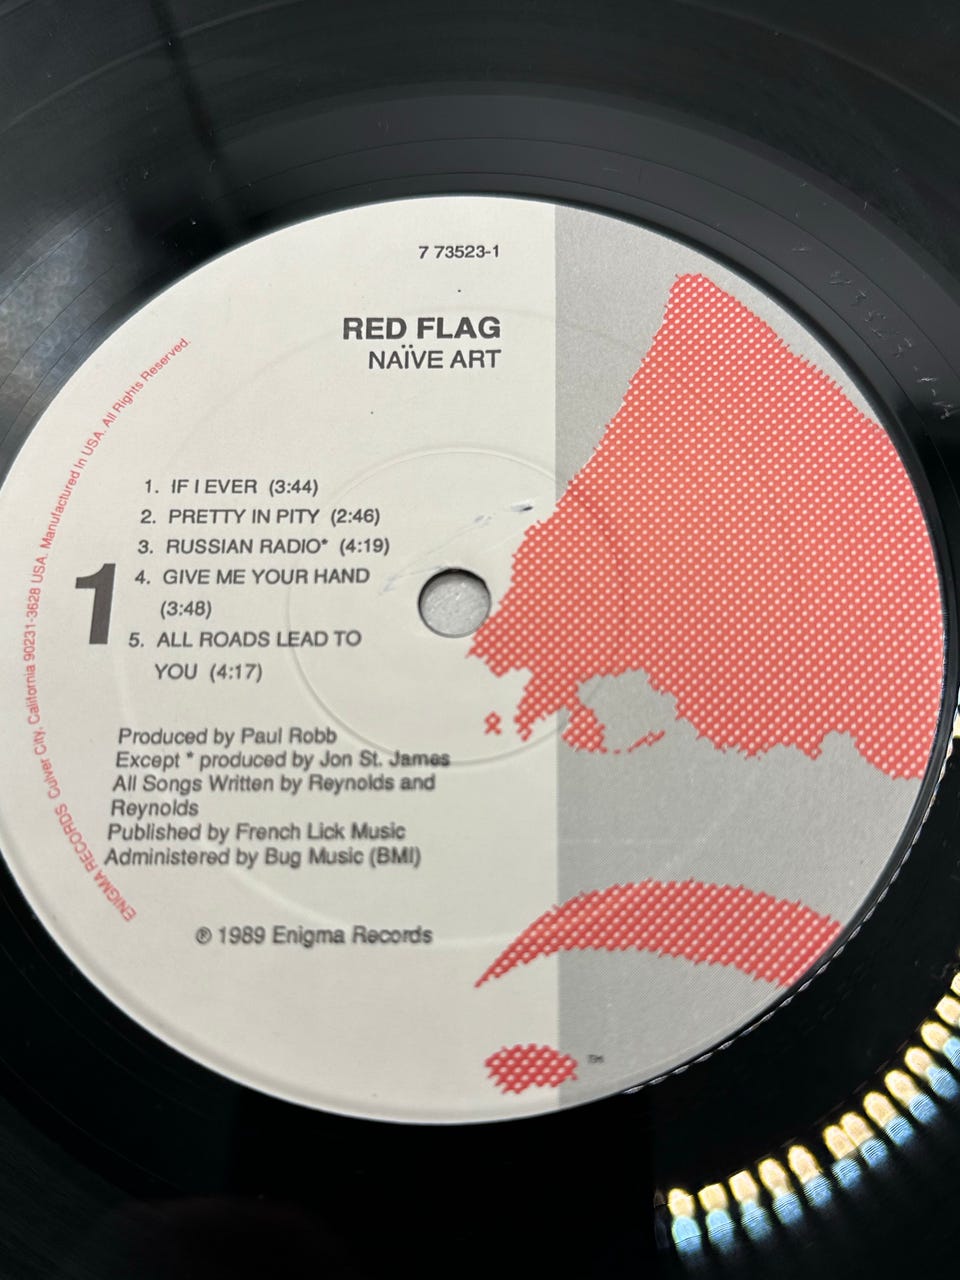 7 73523-1
RED FLAG
NAÏVE ART
1. IF I EVER (3:44)
2. PRETTY IN PITY (2:46)
3. RUSSIAN RADIO* (4:19)
4. GIVE ME YOUR HAND
(3:48)
5. ALL ROADS LEAD TO
YOU (4:17)
1
Produced by Paul Robb
Except * produced by Jon St. James
All Songs Written by Reynolds and
Reynolds
Published by French Lick Music
Administered by Bug Music (BMI)
℗ 1989 Enigma Records
ENIGMA RECORDS. Culver City, California 90231-3628 USA. Manufactured In USA. All Rights Reserved.
TM